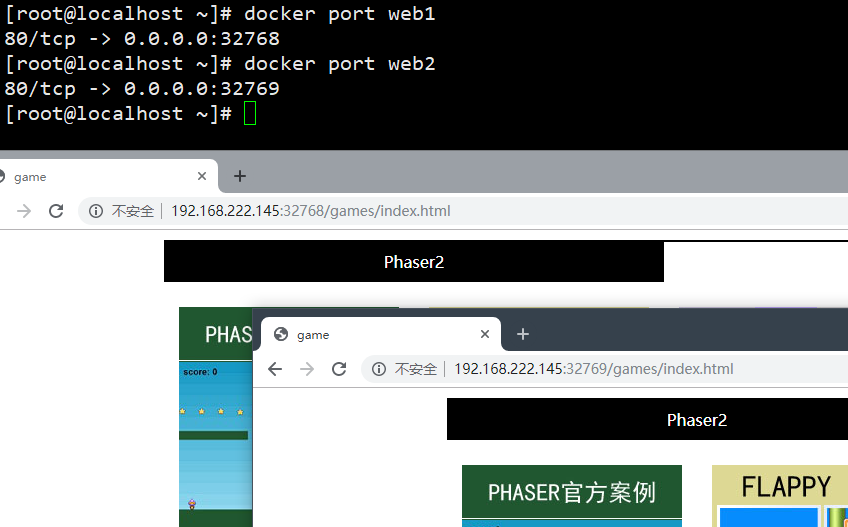 [root@localhost ~]# docker port web1
80/tcp -> 0.0.0.0:32768
[root@localhost ~]# docker port web2
80/tcp -> 0.0.0.0:32769
[root@localhost ~]#
game
不安全 192.168.222.145:32768/games/index.html
Phaser2
PHAS
score: 0
game
不安全 192.168.222.145:32769/games/index.html
Phaser2
PHASER官方案例
FLAPPY